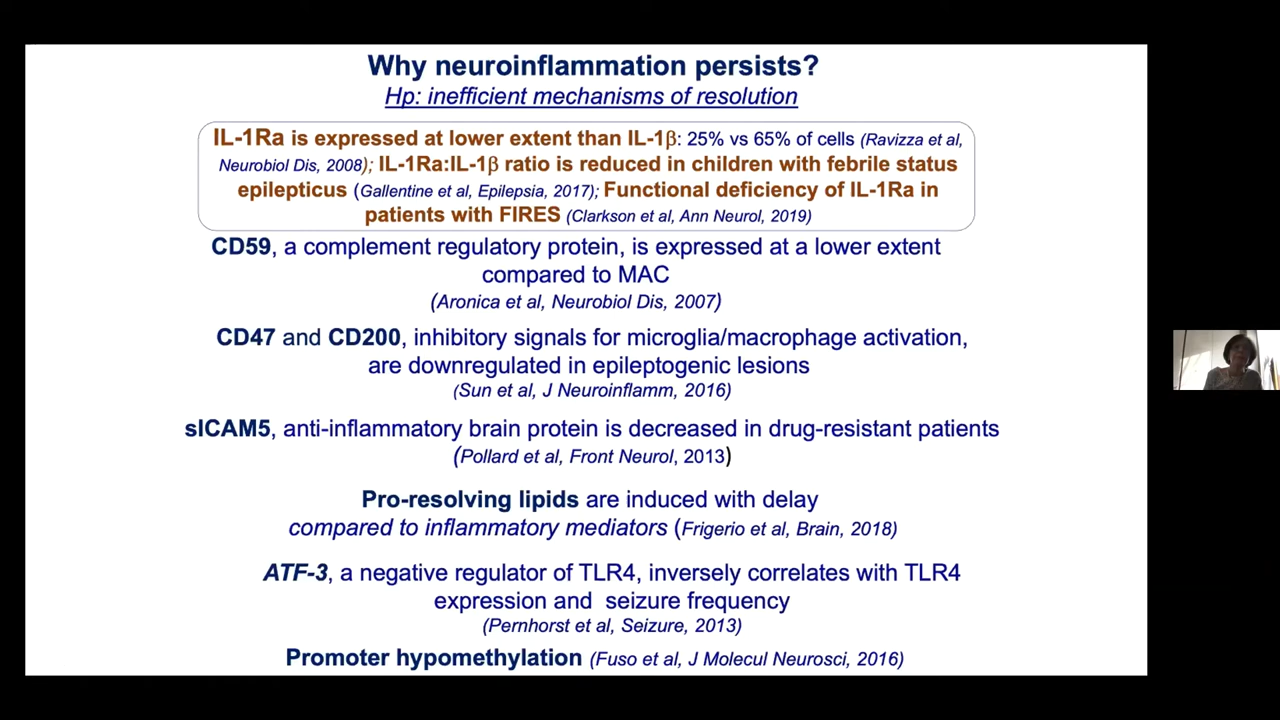 Why neuroinflammation persists?
Hp: inefficient mechanisms of resolution
IL-1Ra is expressed at lower extent than IL-1β: 25% vs 65% of cells (Ravizza et al,
Neurobiol Dis, 2008); IL-1Ra:IL-1β ratio is reduced in children with febrile status
epilepticus (Gallentine et al, Epilepsia, 2017); Functional deficiency of IL-1Ra in
patients with FIRES (Clarkson et al, Ann Neurol, 2019)
CD59, a complement regulatory protein, is expressed at a lower extent
compared to MAC
(Aronica et al, Neurobiol Dis, 2007)
CD47 and CD200, inhibitory signals for microglia/macrophage activation,
are downregulated in epileptogenic lesions
(Sun et al, J Neuroinflamm, 2016)
sICAM5, anti-inflammatory brain protein is decreased in drug-resistant patients
(Pollard et al, Front Neurol, 2013)
Pro-resolving lipids are induced with delay
compared to inflammatory mediators (Frigerio et al, Brain, 2018)
ATF-3, a negative regulator of TLR4, inversely correlates with TLR4
expression and seizure frequency
(Pernhorst et al, Seizure, 2013)
Promoter hypomethylation (Fuso et al, J Molecul Neurosci, 2016)